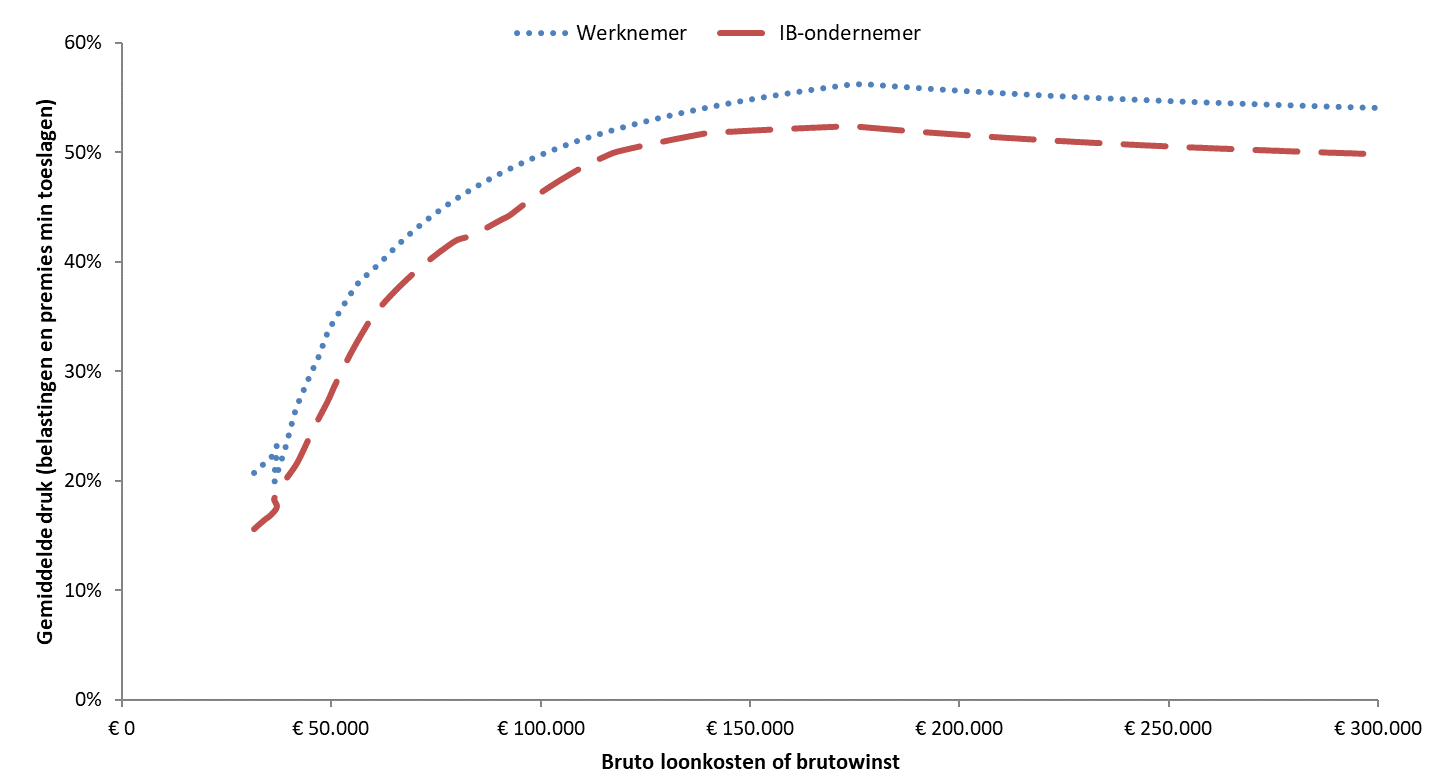 Werknemer IB-ondernemer
60%
50%
40%
30%
20%
10%
0%
Gemiddelde druk (belastingen en premies min toeslagen)
€ 0 € 50.000 € 100.000 € 150.000 € 200.000 € 250.000 € 300.000
Bruto loonkosten of brutowinst